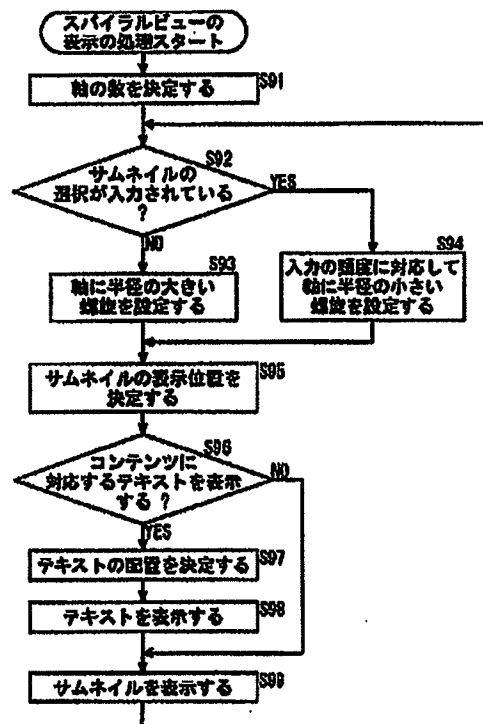 スパイラルビューの
表示の処理スタート
軸の数を決定する
S91
サムネイルの
選択が入力されている
?
S92
YES
NO
軸に半径の大きい
螺旋を設定する
S93
入力の頻度に対応して
軸に半径の小さい
螺旋を設定する
S94
サムネイルの表示位置を
決定する
S95
コンテンツに
対応するテキストを表示
する ?
S96
NO
YES
テキストの配置を決定する
S97
テキストを表示する
S98
サムネイルを表示する
S99